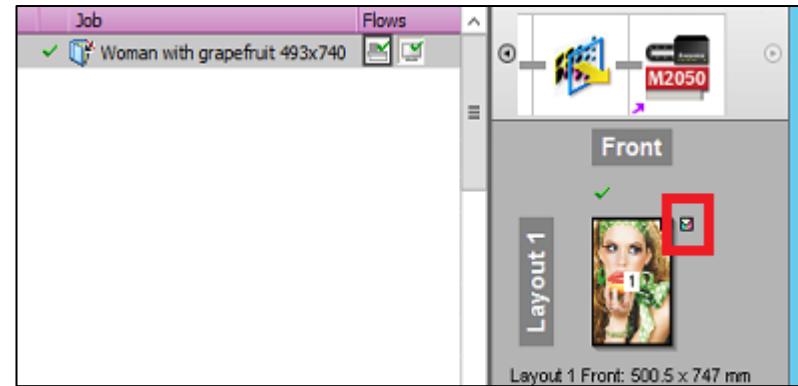 Job Flows
Woman with grapefruit 493x740
M2050
Front
Layout 1
1
Layout 1 Front: 500.5 x 747 mm